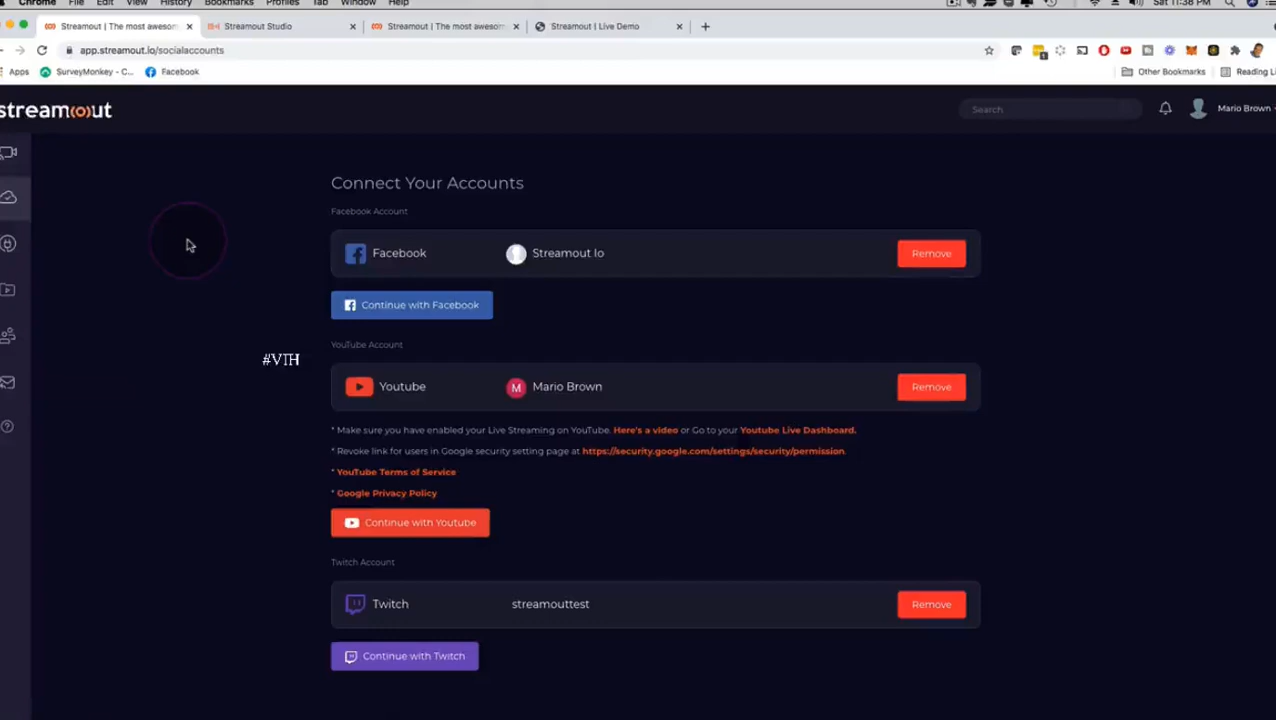 Chrome File Edit View History Bookmarks Profiles Tab Window Help Sat 11:38 PM
Streamout | The most aweson × Streamout Studio × Streamout | The most awesom × Streamout | Live Demo × +
app.streamout.io/socialaccounts
Apps SurveyMonkey - C... Facebook Other Bookmarks Reading Li
streamout Search Mario Brown
Connect Your Accounts
Facebook Account
Facebook Streamout Io Remove
Continue with Facebook
YouTube Account
#VIH
Youtube M Mario Brown Remove
* Make sure you have enabled your Live Streaming on YouTube. Here's a video or Go to your Youtube Live Dashboard.
* Revoke link for users in Google security setting page at https://security.google.com/settings/security/permission.
* YouTube Terms of Service
* Google Privacy Policy
Continue with Youtube
Twitch Account
Twitch streamouttest Remove
Continue with Twitch